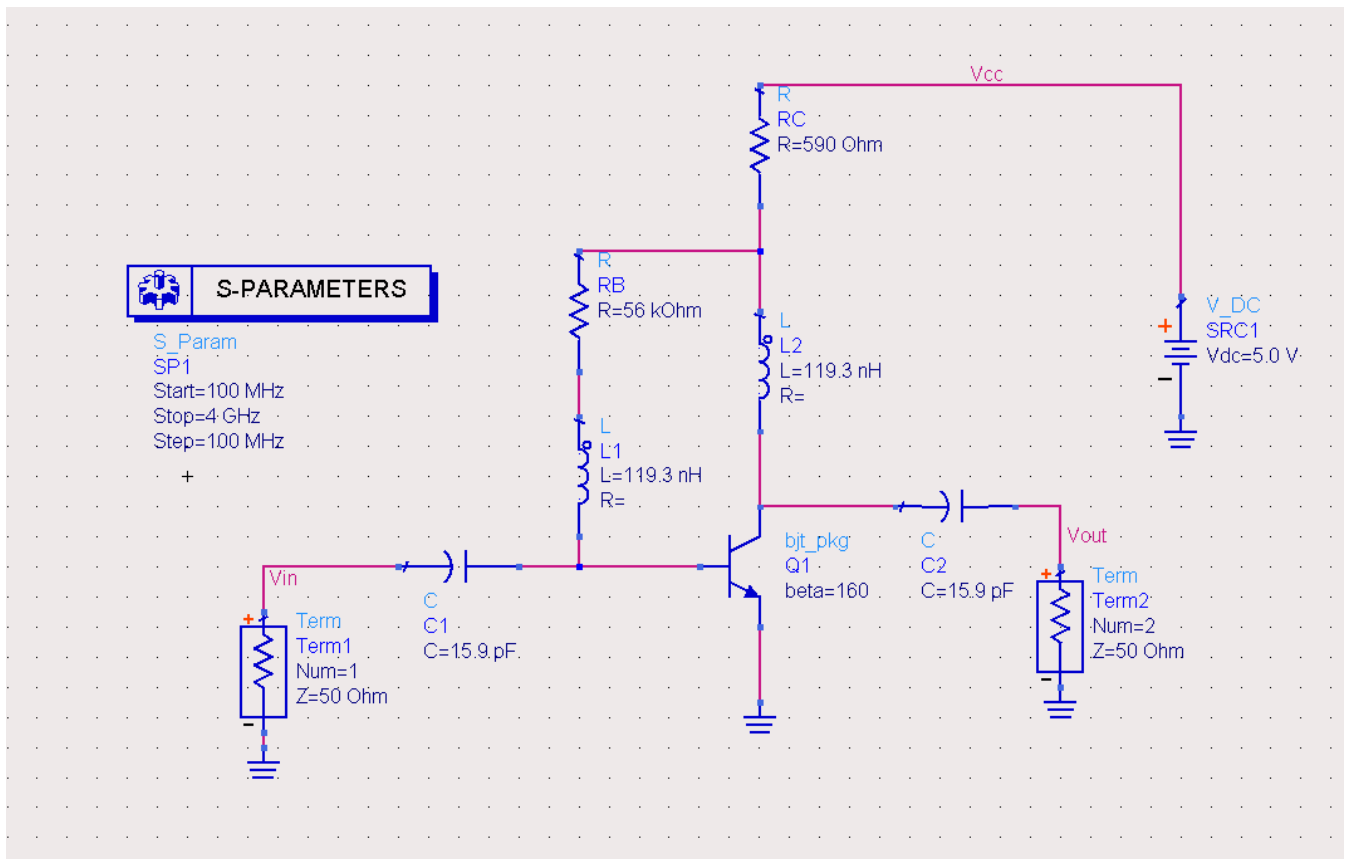 Vcc
R
RC
R=590 Ohm
S-PARAMETERS
S_Param
SP1
Start=100 MHz
Stop=4 GHz
Step=100 MHz
R
RB
R=56 kOhm
L
L2
L=119.3 nH
R=
+
V_DC
SRC1
Vdc=5.0 V
-
L
L1
L=119.3 nH
R=
Vin
C
C1
C=15.9 pF
bjt_pkg
Q1
beta=160
C
C2
C=15.9 pF
Vout
+
Term
Term1
Num=1
Z=50 Ohm
-
+
Term
Term2
Num=2
Z=50 Ohm
-